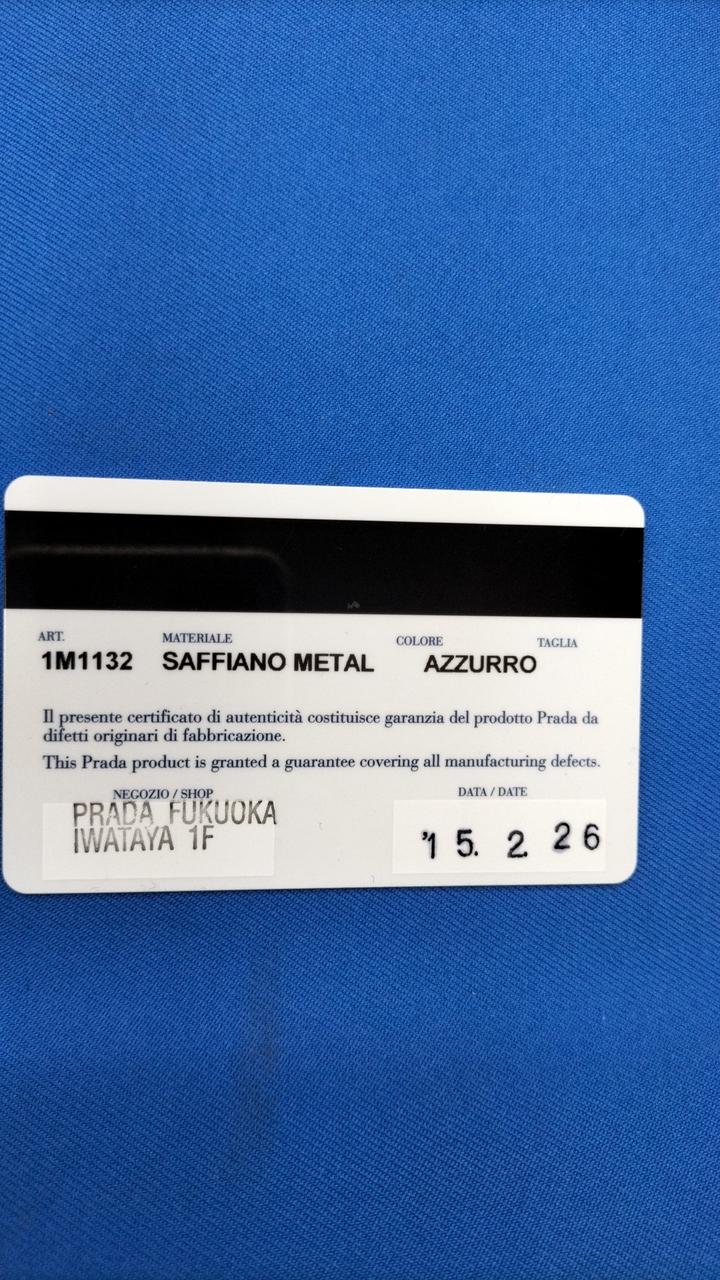 ART. MATERIALE COLORE TAGLIA
1M1132 SAFFIANO METAL AZZURRO
Il presente certificato di autenticità costituisce garanzia del prodotto Prada da
difetti originari di fabbricazione.
This Prada product is granted a guarantee covering all manufacturing defects.
NEGOZIO / SHOP DATA / DATE
PRADA FUKUOKA
IWATAYA 1F
'15. 2. 26